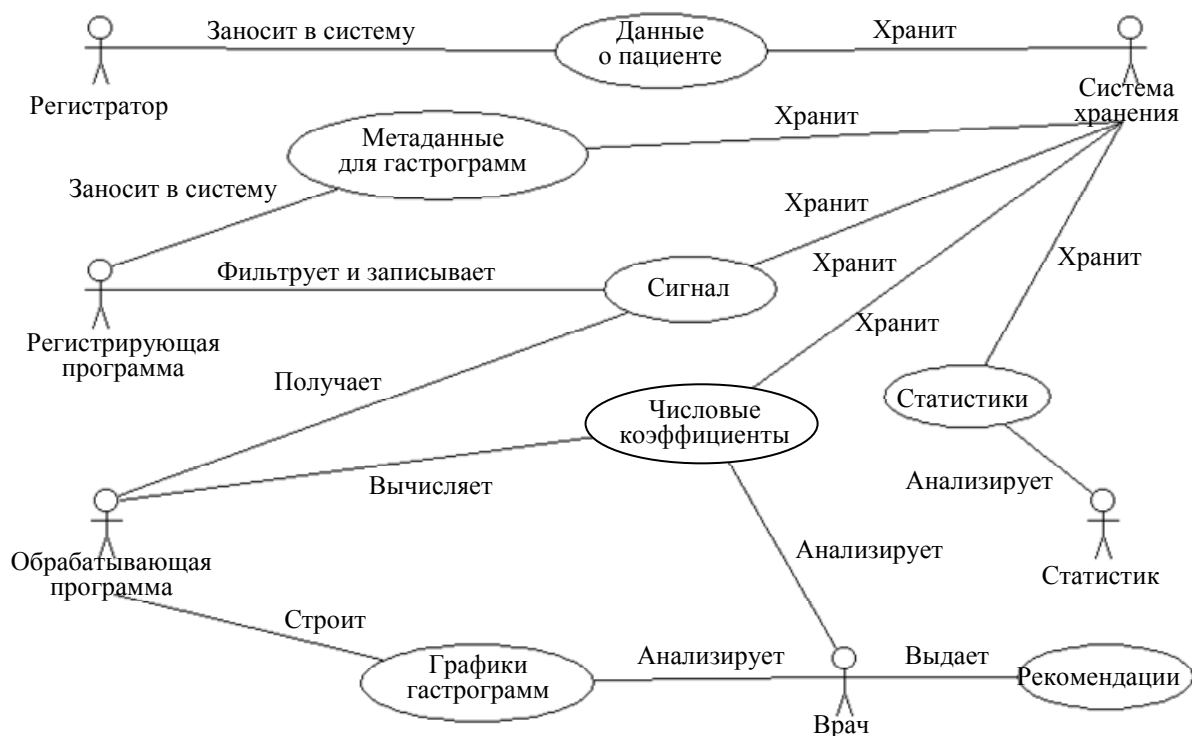 Заносит в систему
Данные
о пациенте
Хранит
Регистратор
Система
хранения
Метаданные
для гастрограмм
Хранит
Заносит в систему
Хранит
Фильтрует и записывает
Сигнал
Хранит
Хранит
Регистрирующая
программа
Хранит
Получает
Числовые
коэффициенты
Статистики
Вычисляет
Анализирует
Обрабатывающая
программа
Анализирует
Статистик
Строит
Графики
гастрограмм
Анализирует
Выдает
Рекомендации
Врач